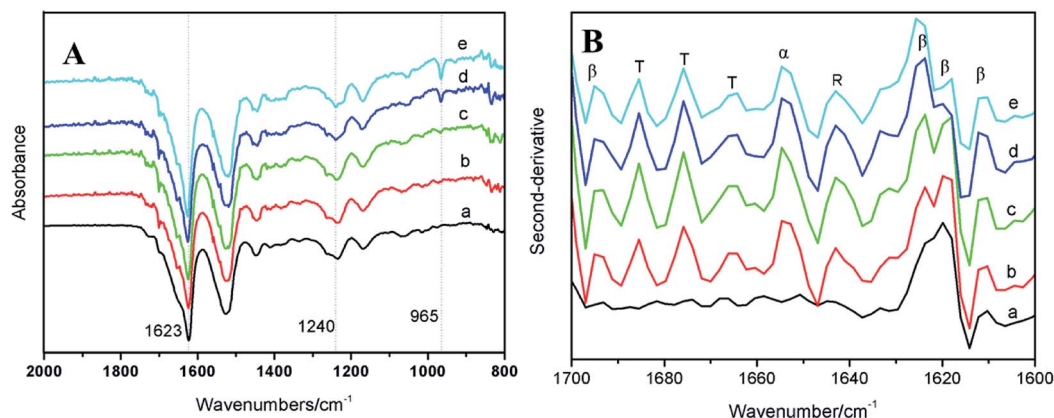 A
e
d
c
b
a
1623
1240
965
Absorbance
2000 1800 1600 1400 1200 1000 800
Wavenumbers/cm⁻¹
B
β T T T α R β β β
e
d
c
b
a
Second-derivative
1700 1680 1660 1640 1620 1600
Wavenumber/cm⁻¹